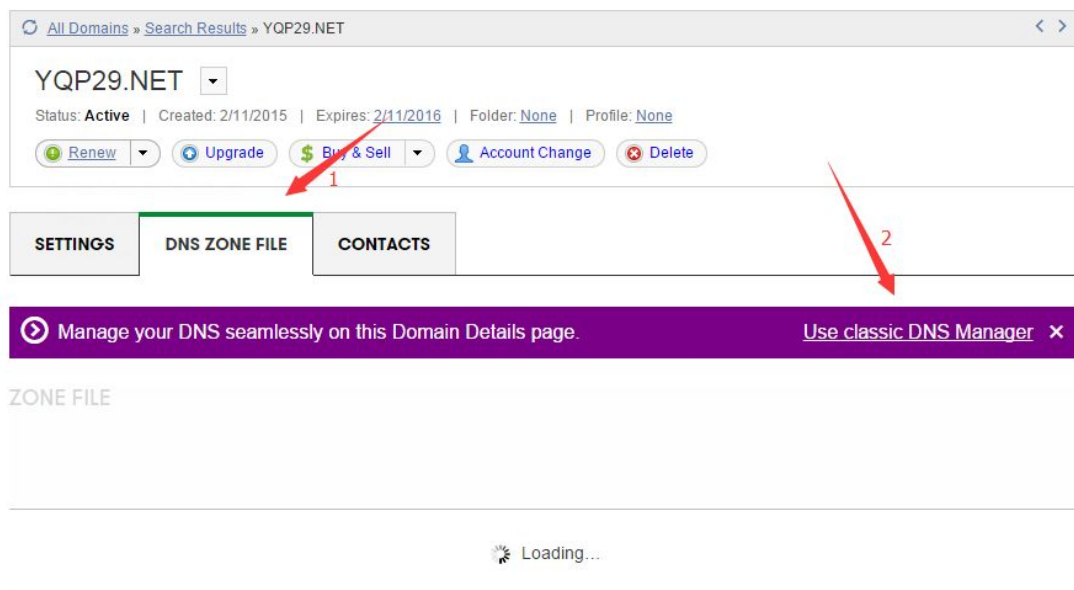 All Domains » Search Results » YQP29.NET
YQP29.NET
Status: Active | Created: 2/11/2015 | Expires: 2/11/2016 | Folder: None | Profile: None
Renew Upgrade $ Buy & Sell Account Change Delete
1
SETTINGS DNS ZONE FILE CONTACTS
2
Manage your DNS seamlessly on this Domain Details page. Use classic DNS Manager ×
ZONE FILE
Loading...